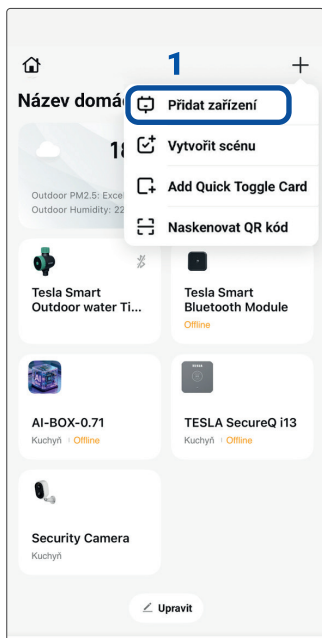 1
Název domá
Přidat zařízení
Vytvořit scénu
Add Quick Toggle Card
Naskenovat QR kód
Outdoor PM2.5: Exce
Outdoor Humidity: 22
Tesla Smart
Outdoor water Ti...
Tesla Smart
Bluetooth Module
Offline
AI-BOX-0.71
Kuchyň Offline
TESLA SecureQ i13
Kuchyň Offline
Security Camera
Kuchyň
Upravit